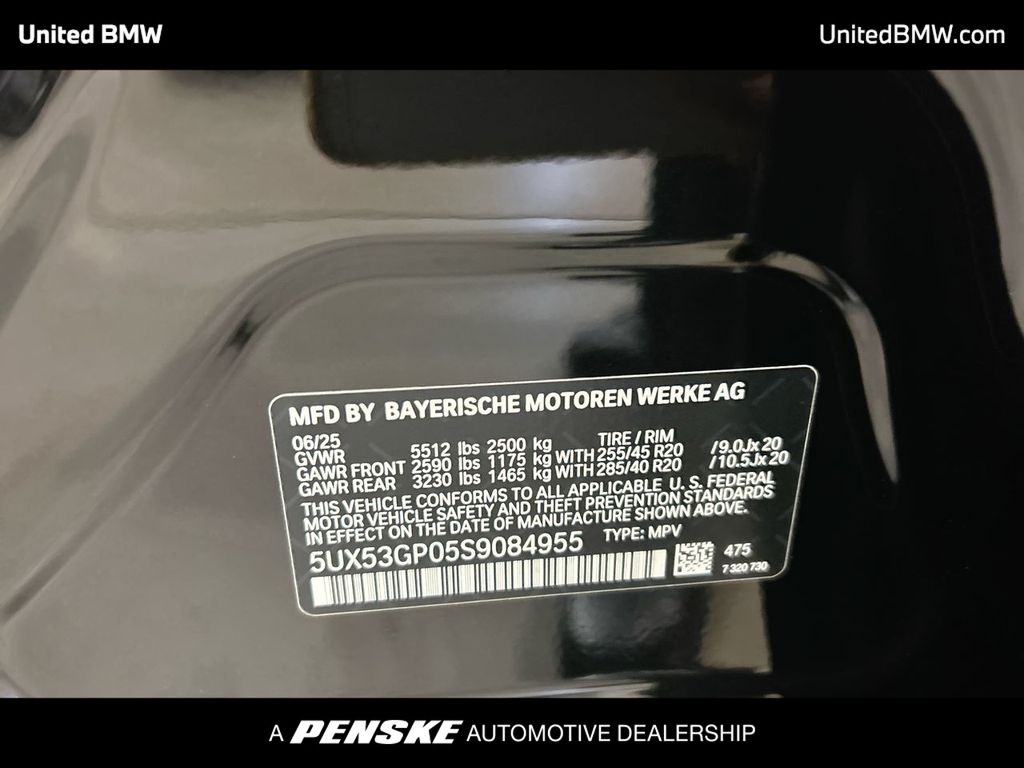 United BMW
UnitedBMW.com
MFD BY BAYERISCHE MOTOREN WERKE AG
06/25
TIRE / RIM
GVWR 5512 lbs 2500 kg
GAWR FRONT 2590 lbs 1175 kg WITH 255/45 R20 /9.0Jx20
GAWR REAR 3230 lbs 1465 kg WITH 285/40 R20 /10.5Jx20
THIS VEHICLE CONFORMS TO ALL APPLICABLE U. S. FEDERAL
MOTOR VEHICLE SAFETY AND THEFT PREVENTION STANDARDS
IN EFFECT ON THE DATE OF MANUFACTURE SHOWN ABOVE.
5UX53GP05S9084955 TYPE: MPV
475
7 320 730
A PENSKE AUTOMOTIVE DEALERSHIP